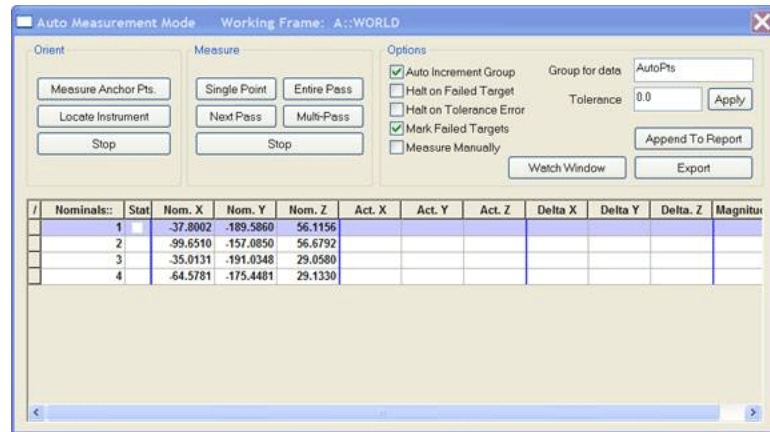 Auto Measurement Mode Working Frame: A::WORLD
Orient
Measure Anchor Pts.
Locate Instrument
Stop
Measure
Single Point Entire Pass
Next Pass Multi-Pass
Stop
Options
Auto Increment Group
Halt on Failed Target
Halt on Tolerance Error
Mark Failed Targets
Measure Manually
Group for data AutoPts
Tolerance 0.0 Apply
Append To Report
Watch Window Export
/ Nominals:: Stat Nom. X Nom. Y Nom. Z Act. X Act. Y Act. Z Delta X Delta Y Delta. Z Magnitud
1 -37.8002 -189.5860 56.1156
2 -99.6510 -157.0850 56.6792
3 -35.0131 -191.0348 29.0580
4 -64.5781 -175.4481 29.1330